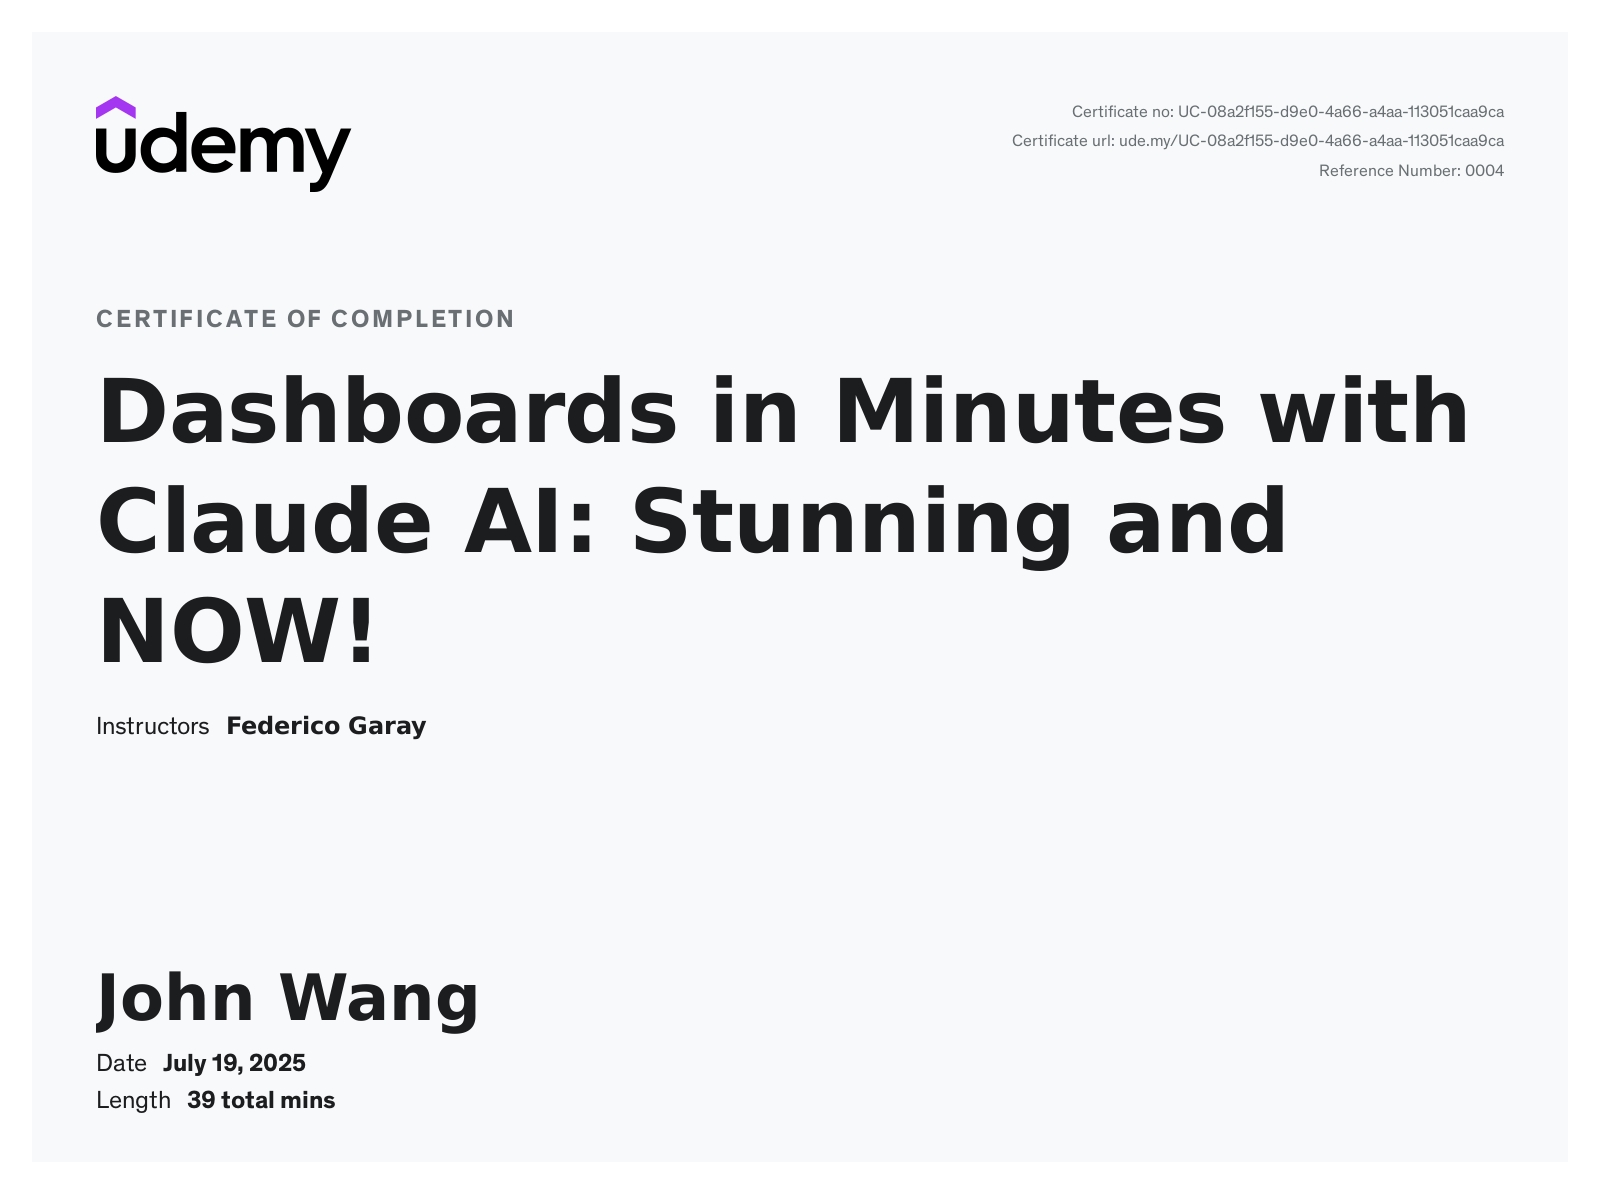 udemy
Certificate no: UC-08a2f155-d9e0-4a66-a4aa-113051caa9ca
Certificate url: ude.my/UC-08a2f155-d9e0-4a66-a4aa-113051caa9ca
Reference Number: 0004
CERTIFICATE OF COMPLETION
Dashboards in Minutes with
Claude AI: Stunning and
NOW!
Instructors Federico Garay
John Wang
Date July 19, 2025
Length 39 total mins